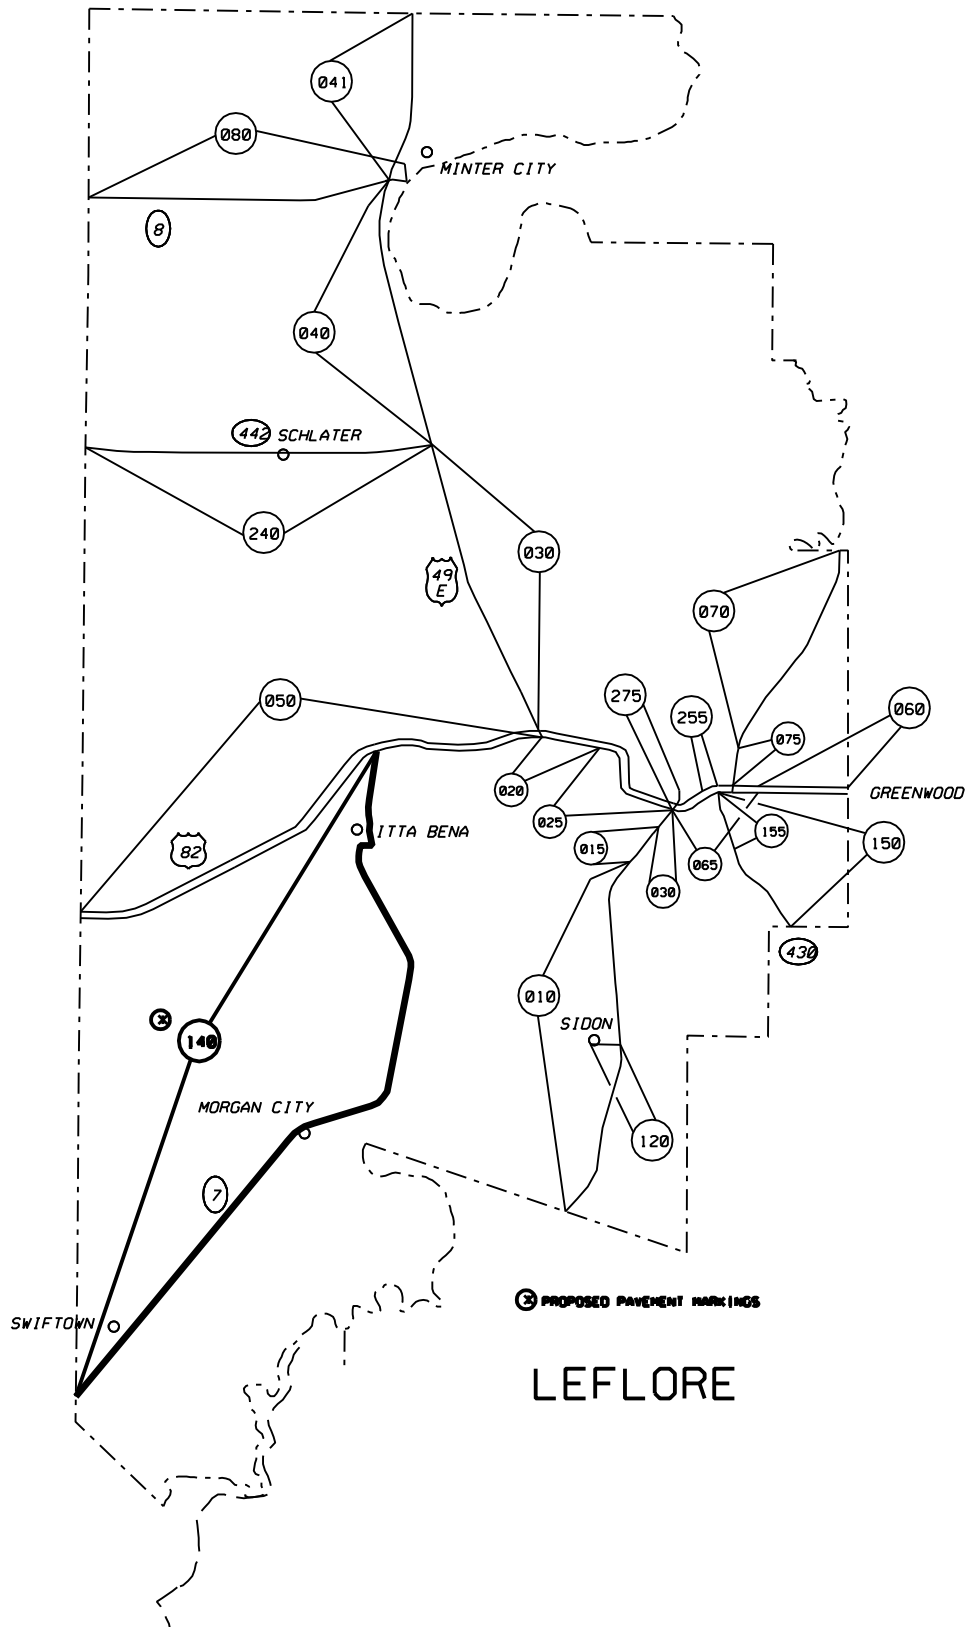 041
080
MINTER CITY
8
040
442 SCHLATER
240
030
49
E
070
275
050
060
255
075
020
GREENWOOD
025
ITTA BENA
155
150
015
82
065
030
430
010
SIDON
140
MORGAN CITY
120
7
PROPOSED PAVEMENT MARKINGS
SWIFTOWN
LEFLORE